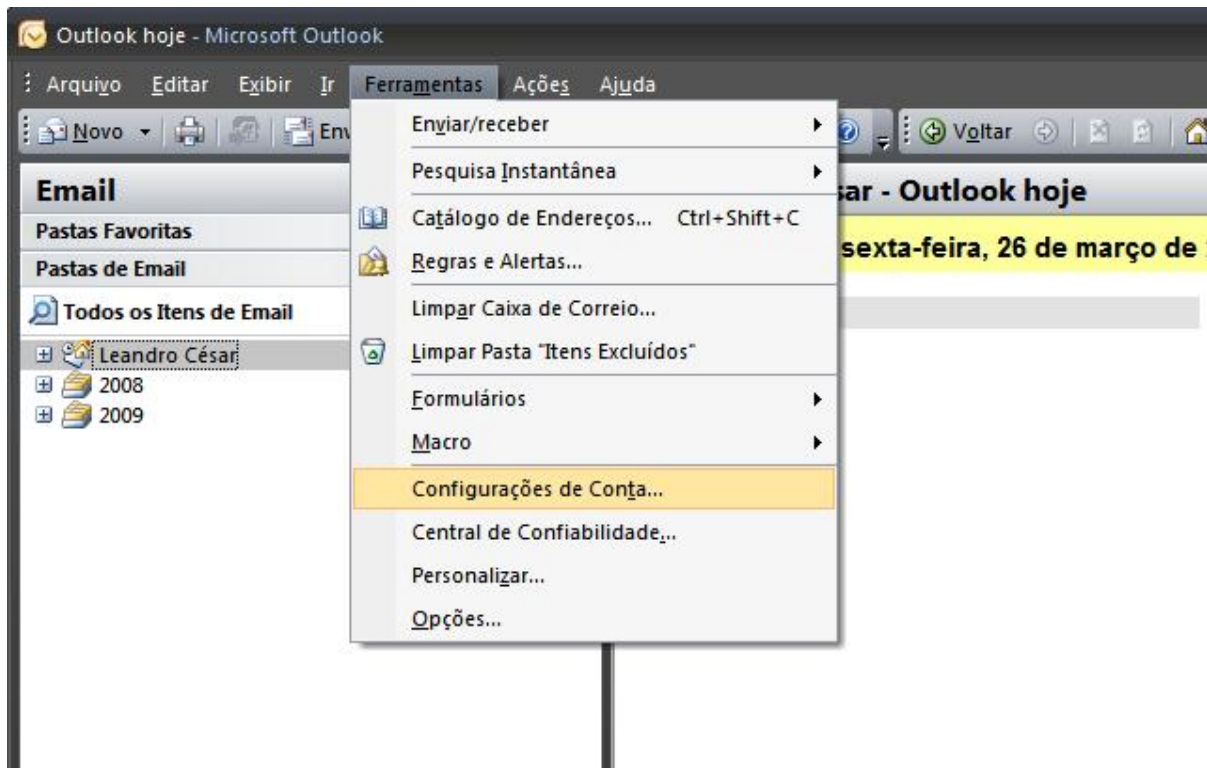 Outlook hoje - Microsoft Outlook
Arquivo Editar Exibir Ir Ferramentas Ações Ajuda
Novo
Voltar
Enviar/receber
Pesquisa Instantânea
Catálogo de Endereços... Ctrl+Shift+C
Regras e Alertas...
Limpar Caixa de Correio...
Limpar Pasta "Itens Excluídos"
Formulários
Macro
Configurações de Conta...
Central de Confiabilidade...
Personalizar...
Opções...
Email
Pastas Favoritas
Pastas de Email
Todos os Itens de Email
Leandro César
2008
2009
- Outlook hoje
sexta-feira, 26 de março de